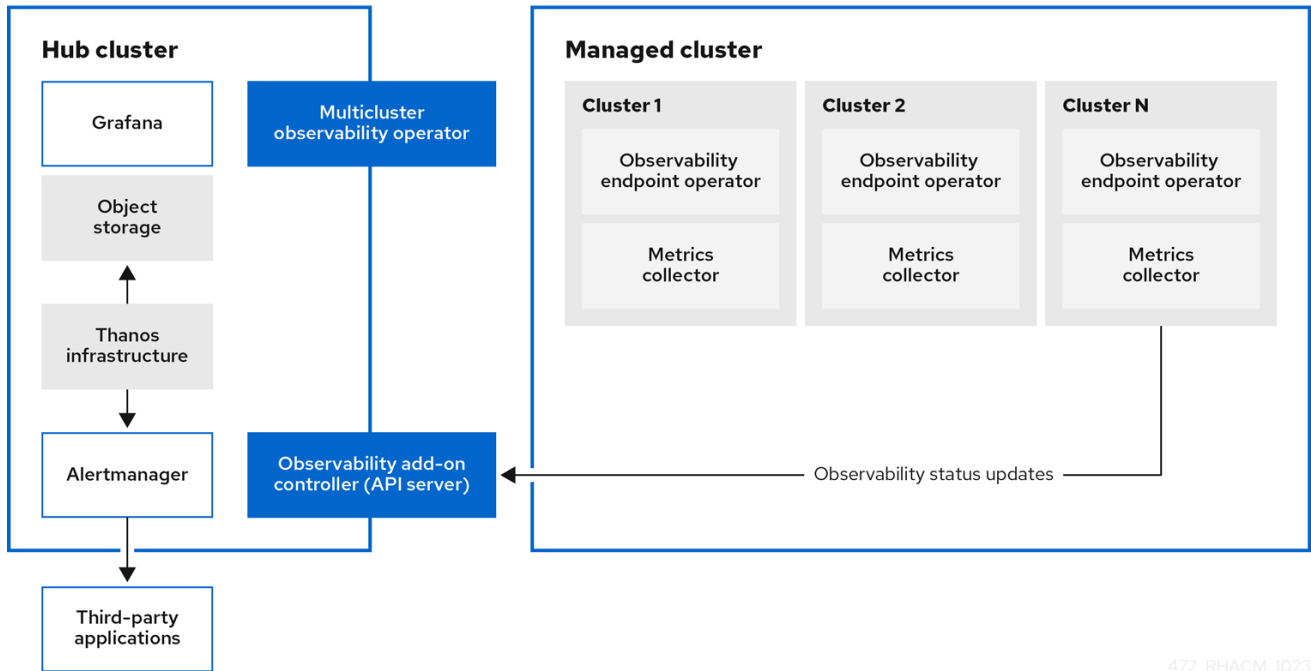 Hub cluster
Grafana
Multicluster
observability operator
Object
storage
Thanos
infrastructure
Alertmanager
Observability add-on
controller (API server)
Third-party
applications
Managed cluster
Cluster 1
Observability
endpoint operator
Metrics
collector
Cluster 2
Observability
endpoint operator
Metrics
collector
Cluster N
Observability
endpoint operator
Metrics
collector
Observability status updates
472_RHACM_1023